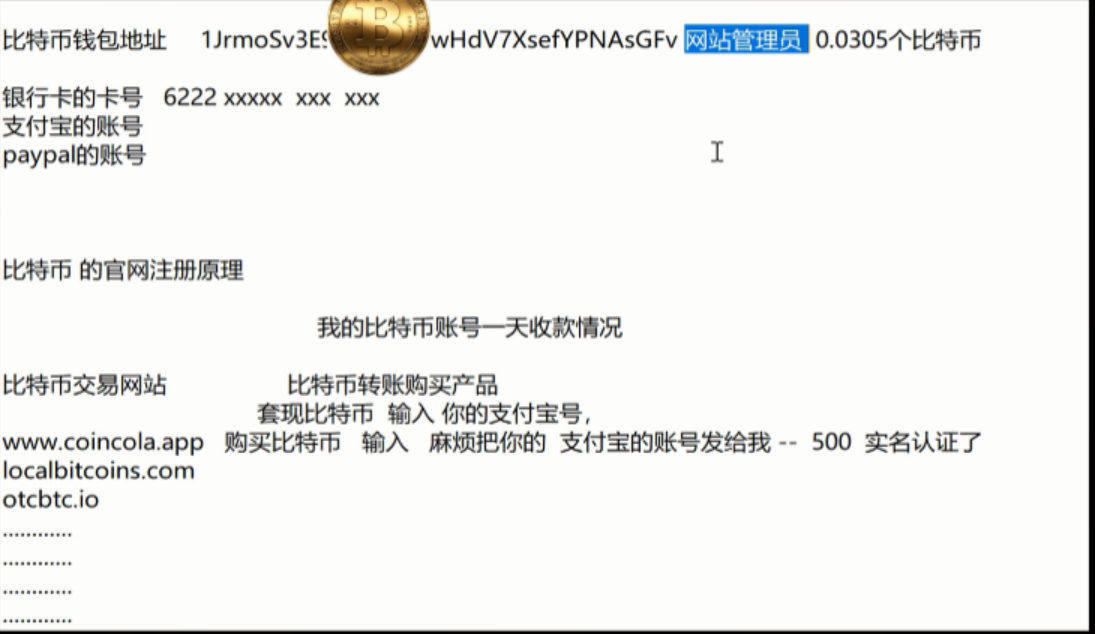 比特币钱包地址 1JrmoSv3E9 wHdV7XsefYPNAsGFv 网站管理员 0.0305个比特币
银行卡的卡号 6222 xxxxx xxx xxx
支付宝的账号
paypal的账号
比特币 的官网注册原理
我的比特币账号一天收款情况
比特币交易网站 比特币转账购买产品
套现比特币 输入 你的支付宝号，
www.coincola.app 购买比特币 输入 麻烦把你的 支付宝的账号发给我 -- 500 实名认证了
localbitcoins.com
otcbtc.io
............
............
............
............